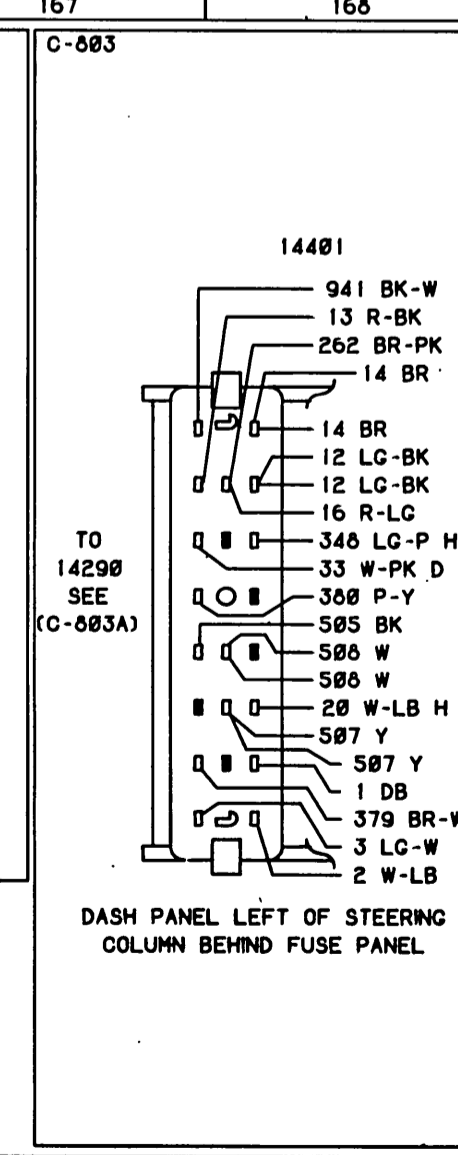 167 168
C-803
14401
941 BK-W
13 R-BK
262 BR-PK
14 BR
14 BR
12 LG-BK
12 LG-BK
16 R-LG
348 LG-P H
33 W-PK D
380 P-Y
505 BK
508 W
508 W
20 W-LB H
507 Y
507 Y
1 DB
379 BR-W
3 LG-W
2 W-LB
TO
14290
SEE
(C-803A)
DASH PANEL LEFT OF STEERING
COLUMN BEHIND FUSE PANEL